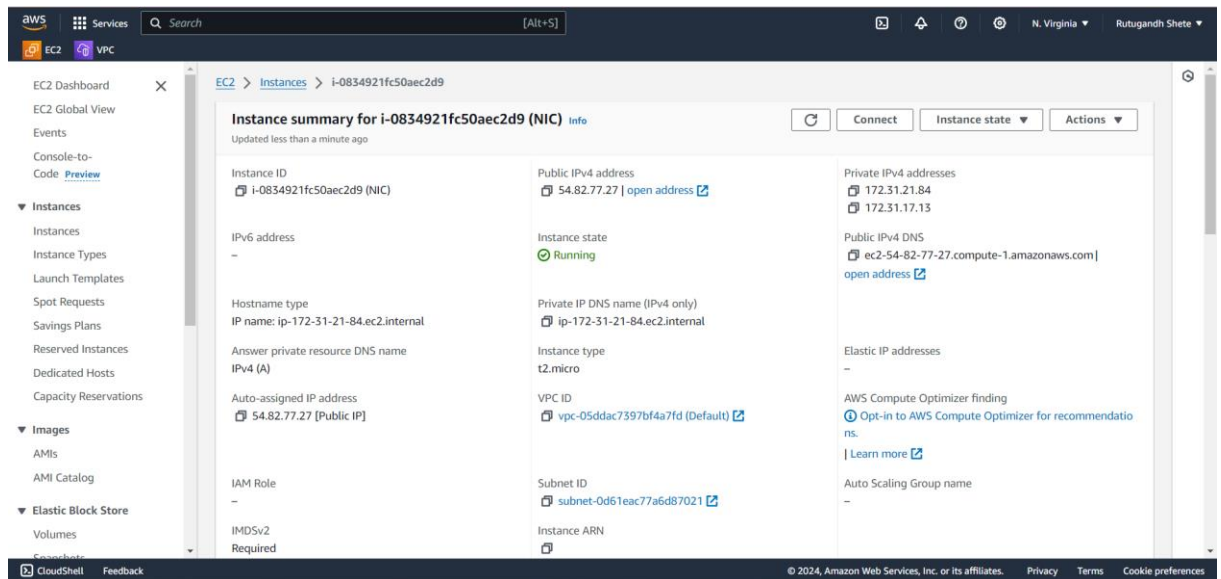 aws
Services
Search
[Alt+S]
N. Virginia
Rutugandh Shete
EC2
VPC
EC2 Dashboard
EC2 Global View
Events
Console-to-
Code Preview
Instances
Instances
Instance Types
Launch Templates
Spot Requests
Savings Plans
Reserved Instances
Dedicated Hosts
Capacity Reservations
Images
AMIs
AMI Catalog
Elastic Block Store
Volumes
Snapshots
EC2 > Instances > i-0834921fc50aec2d9
Instance summary for i-0834921fc50aec2d9 (NIC) Info
Updated less than a minute ago
Connect
Instance state
Actions
Instance ID
i-0834921fc50aec2d9 (NIC)
Public IPv4 address
54.82.77.27 | open address
Private IPv4 addresses
172.31.21.84
172.31.17.13
IPv6 address
–
Instance state
Running
Public IPv4 DNS
ec2-54-82-77-27.compute-1.amazonaws.com |
open address
Hostname type
IP name: ip-172-31-21-84.ec2.internal
Private IP DNS name (IPv4 only)
ip-172-31-21-84.ec2.internal
Answer private resource DNS name
IPv4 (A)
Instance type
t2.micro
Elastic IP addresses
–
Auto-assigned IP address
54.82.77.27 [Public IP]
VPC ID
vpc-05ddac7397bf4a7fd (Default)
AWS Compute Optimizer finding
Opt-in to AWS Compute Optimizer for recommendatio
ns.
| Learn more
IAM Role
–
Subnet ID
subnet-0d61eac77a6d87021
Auto Scaling Group name
–
IMDSv2
Required
Instance ARN
CloudShell
Feedback
© 2024, Amazon Web Services, Inc. or its affiliates.
Privacy
Terms
Cookie preferences